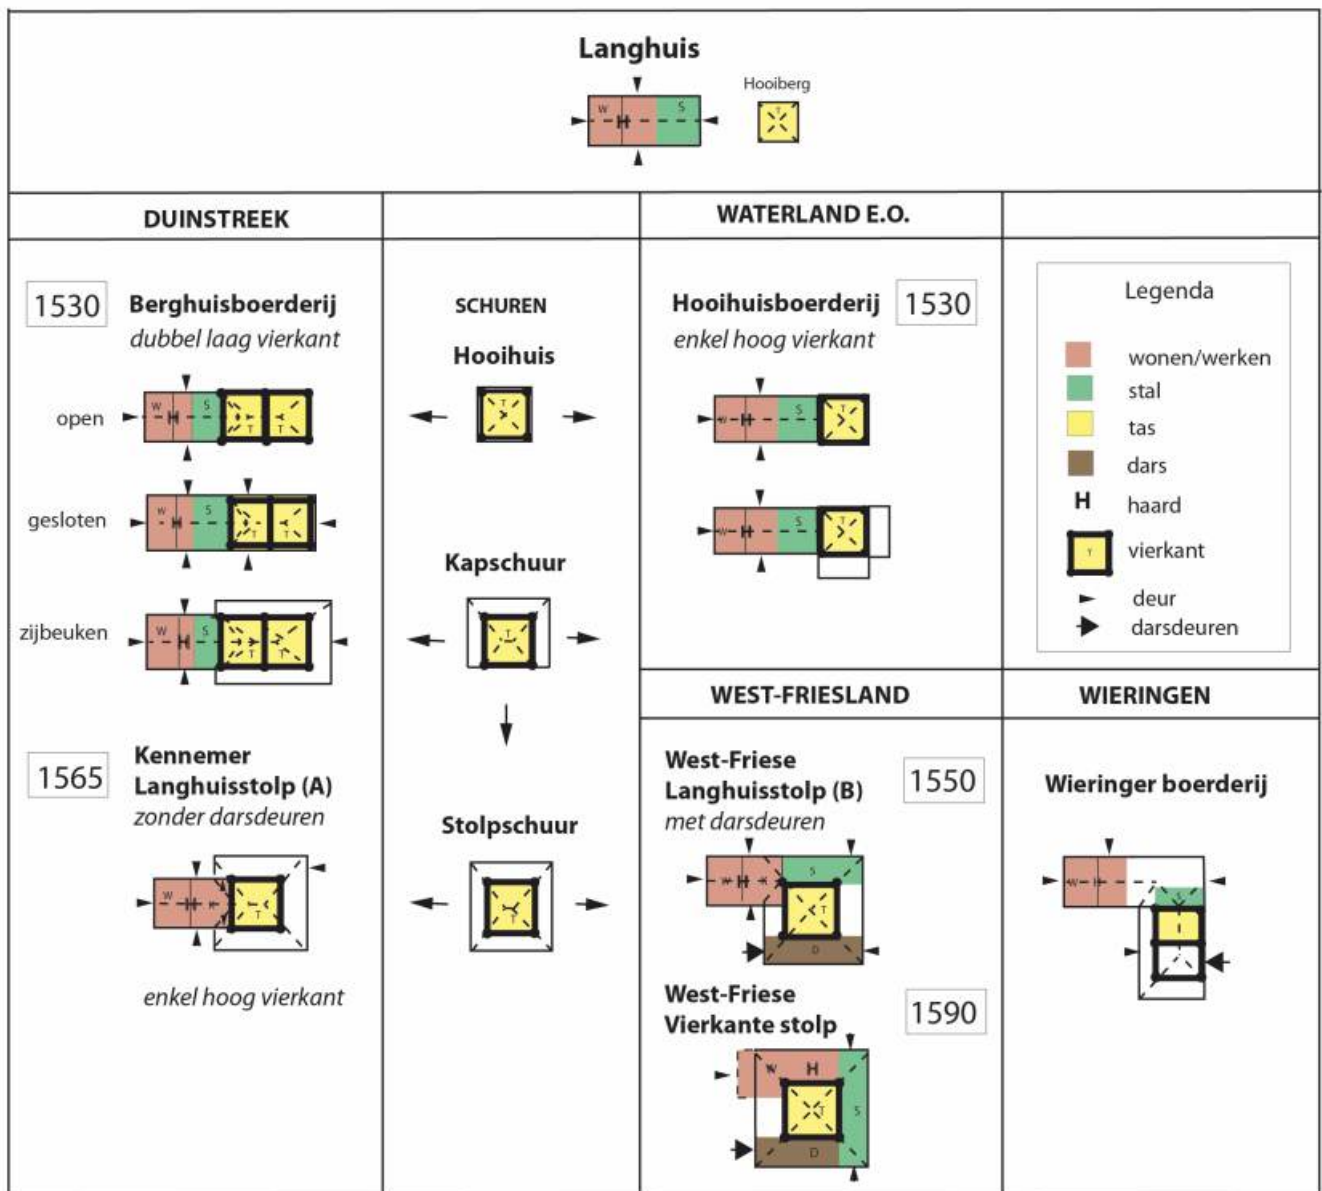 Langhuis
Hooiberg
W H S T
DUINSTREEK
WATERLAND E.O.
1530 Berghuisboerderij
dubbel laag vierkant
open
W H S T T
gesloten
W H S T T
zijbeuken
W H S T T
1565 Kennemer
Langhuisstolp (A)
zonder darsdeuren
W H K T
enkel hoog vierkant
SCHUREN
Hooihuis
T
Kapschuur
T
Stolpschuur
T
Hooihuisboerderij 1530
enkel hoog vierkant
W H S T
W H S T
Legenda
wonen/werken
stal
tas
dars
H haard
T vierkant
deur
darsdeuren
WEST-FRIESLAND
West-Friese
Langhuisstolp (B) 1550
met darsdeuren
W H K S
T
D
West-Friese
Vierkante stolp 1590
W H
T S
D
WIERINGEN
Wieringer boerderij
W H